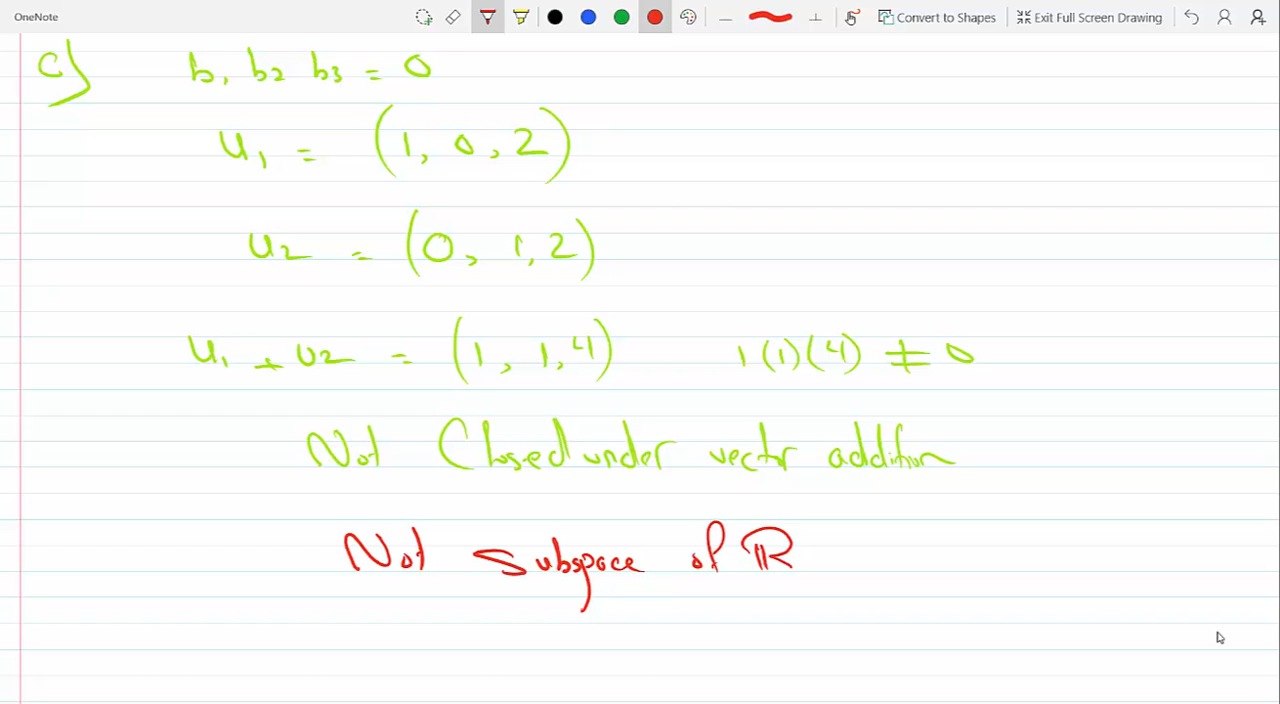 OneNote
Convert to Shapes
Exit Full Screen Drawing
c) b₁ b₂ b₃ = 0
u₁ = (1, 0, 2)
u₂ = (0, 1, 2)
u₁ + u₂ = (1, 1, 4) 1(1)(4) ≠ 0
Not Closed under vector addition
Not Subspace of ℝ